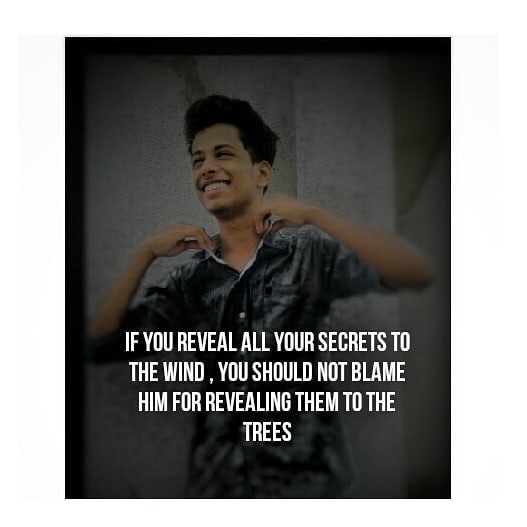 IF YOU REVEAL ALL YOUR SECRETS TO
THE WIND , YOU SHOULD NOT BLAME
HIM FOR REVEALING THEM TO THE
TREES